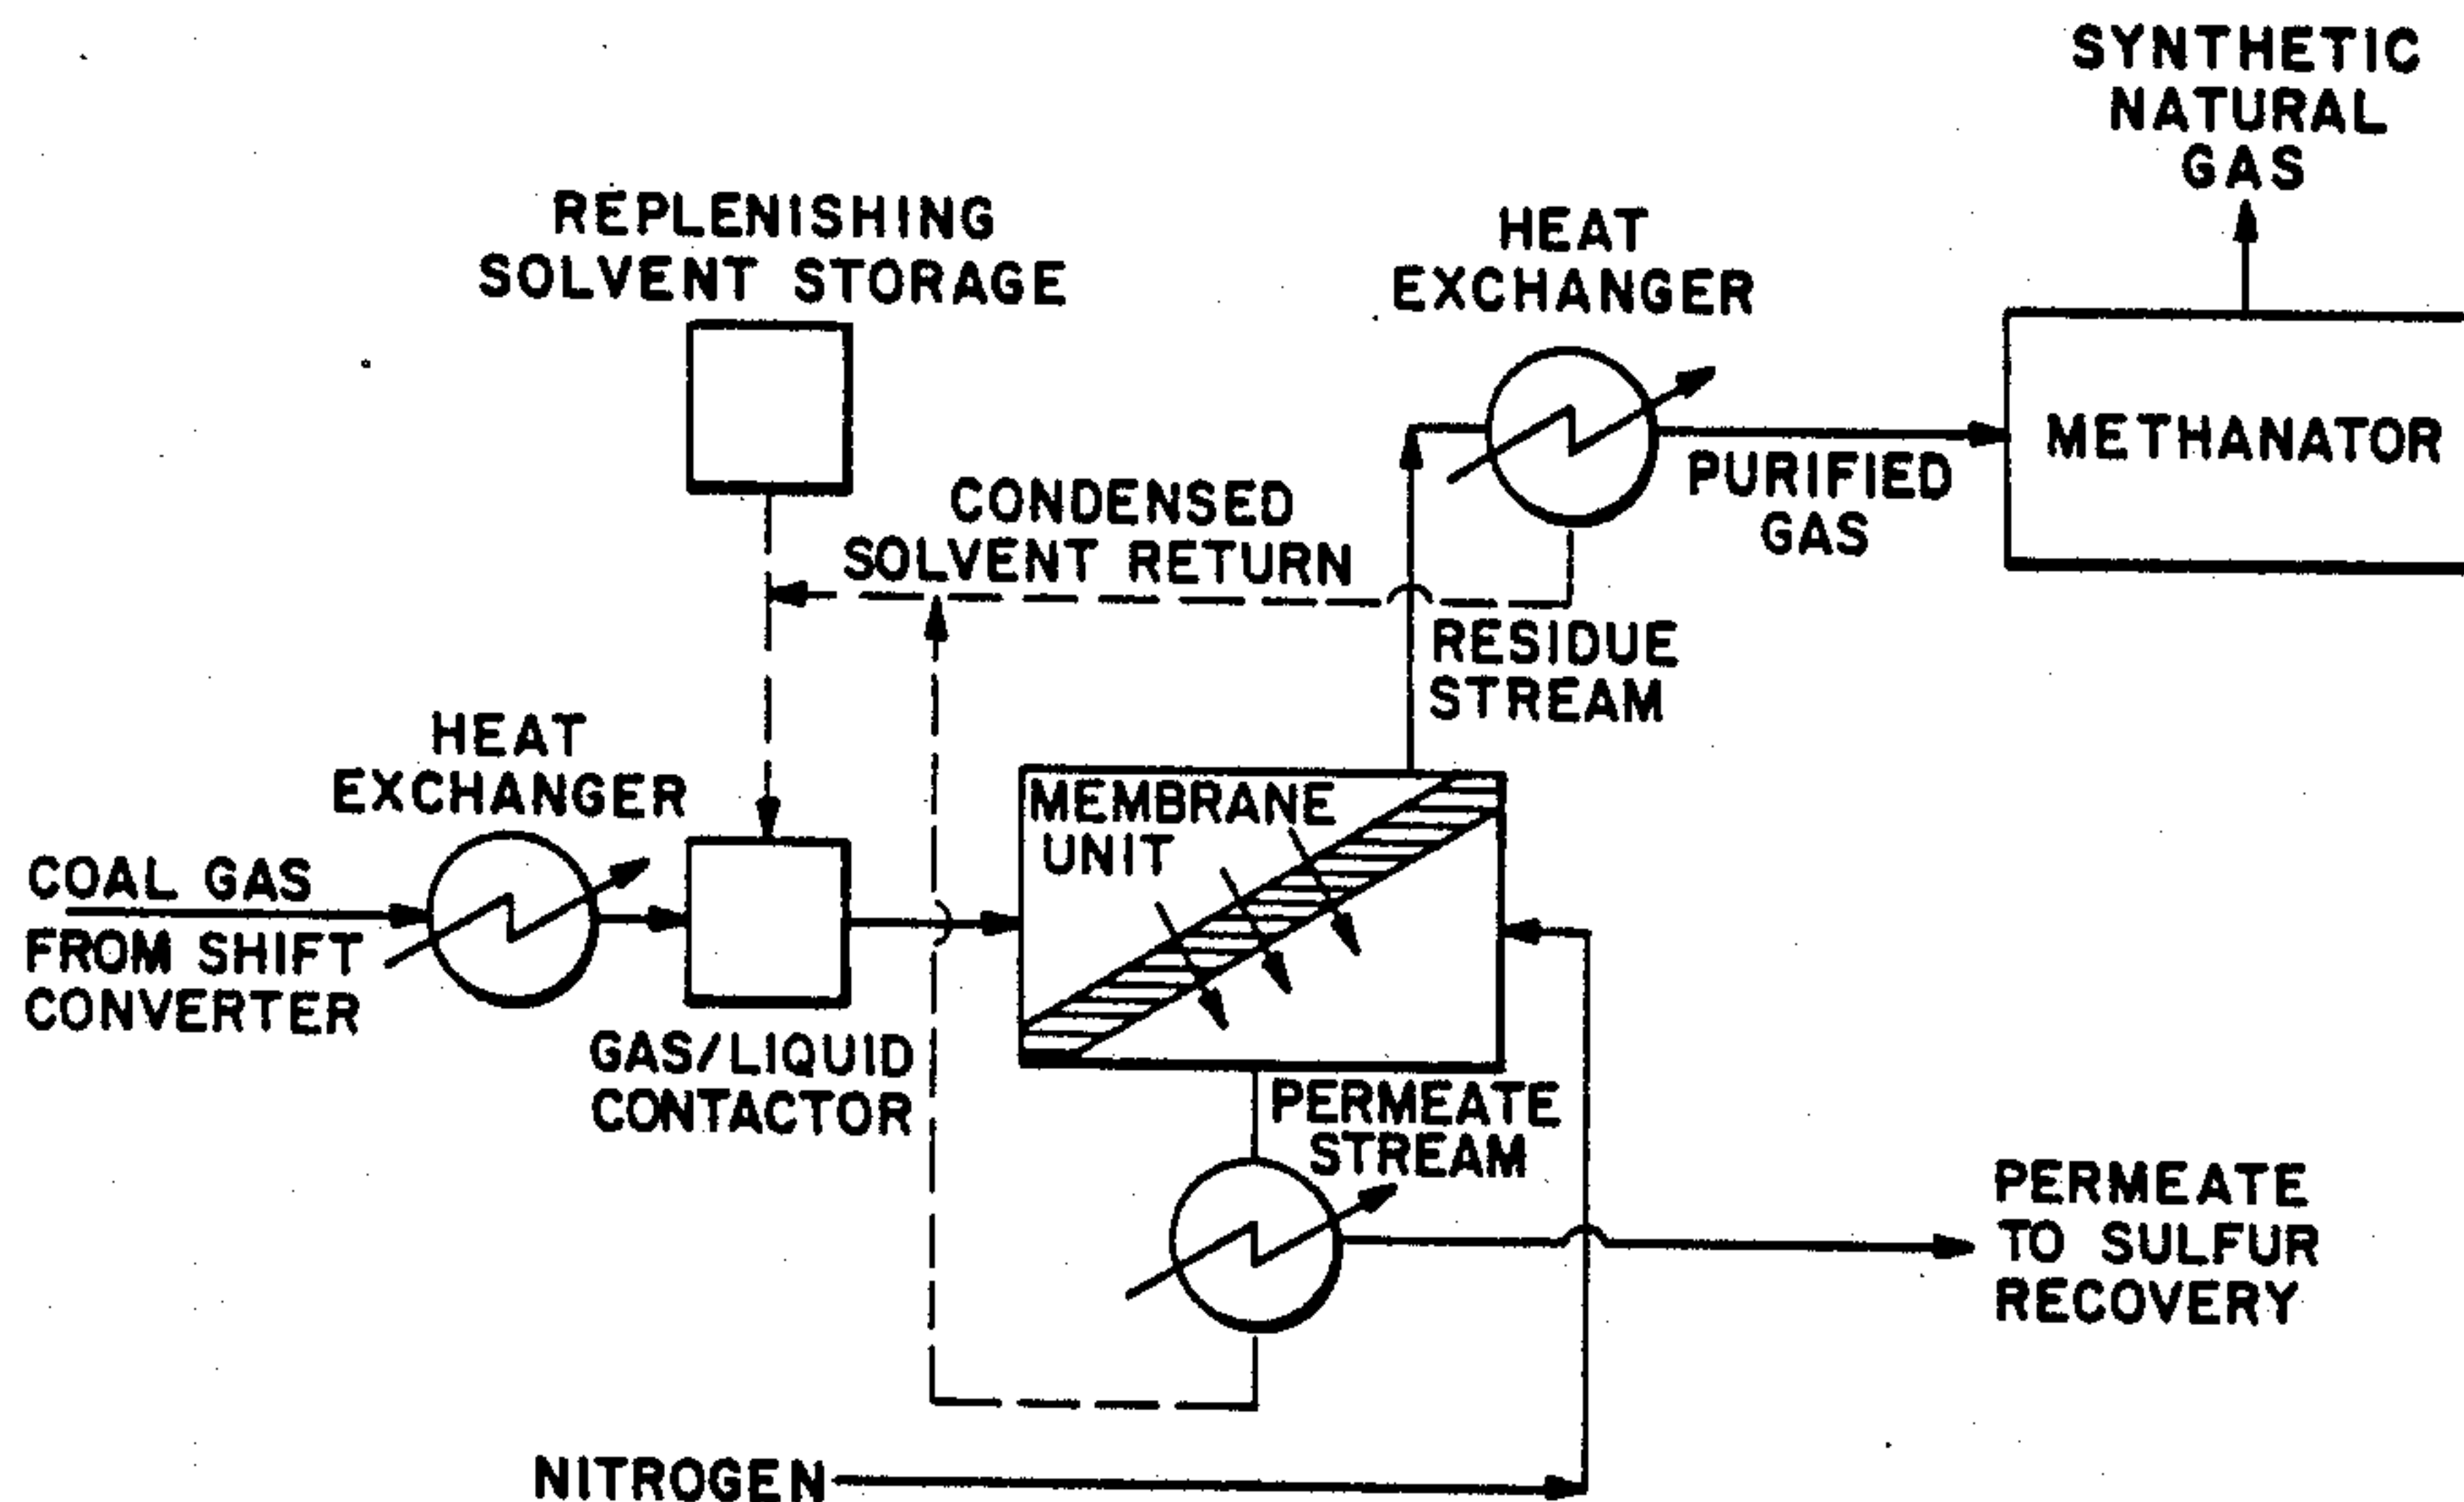 SYNTHETIC
NATURAL
GAS
REPLENISHING
SOLVENT STORAGE
HEAT
EXCHANGER
METHANATOR
PURIFIED
GAS
CONDENSED
SOLVENT RETURN
RESIDUE
STREAM
HEAT
EXCHANGER
MEMBRANE
UNIT
COAL GAS
FROM SHIFT
CONVERTER
GAS/LIQUID
CONTACTOR
PERMEATE
STREAM
PERMEATE
TO SULFUR
RECOVERY
NITROGEN